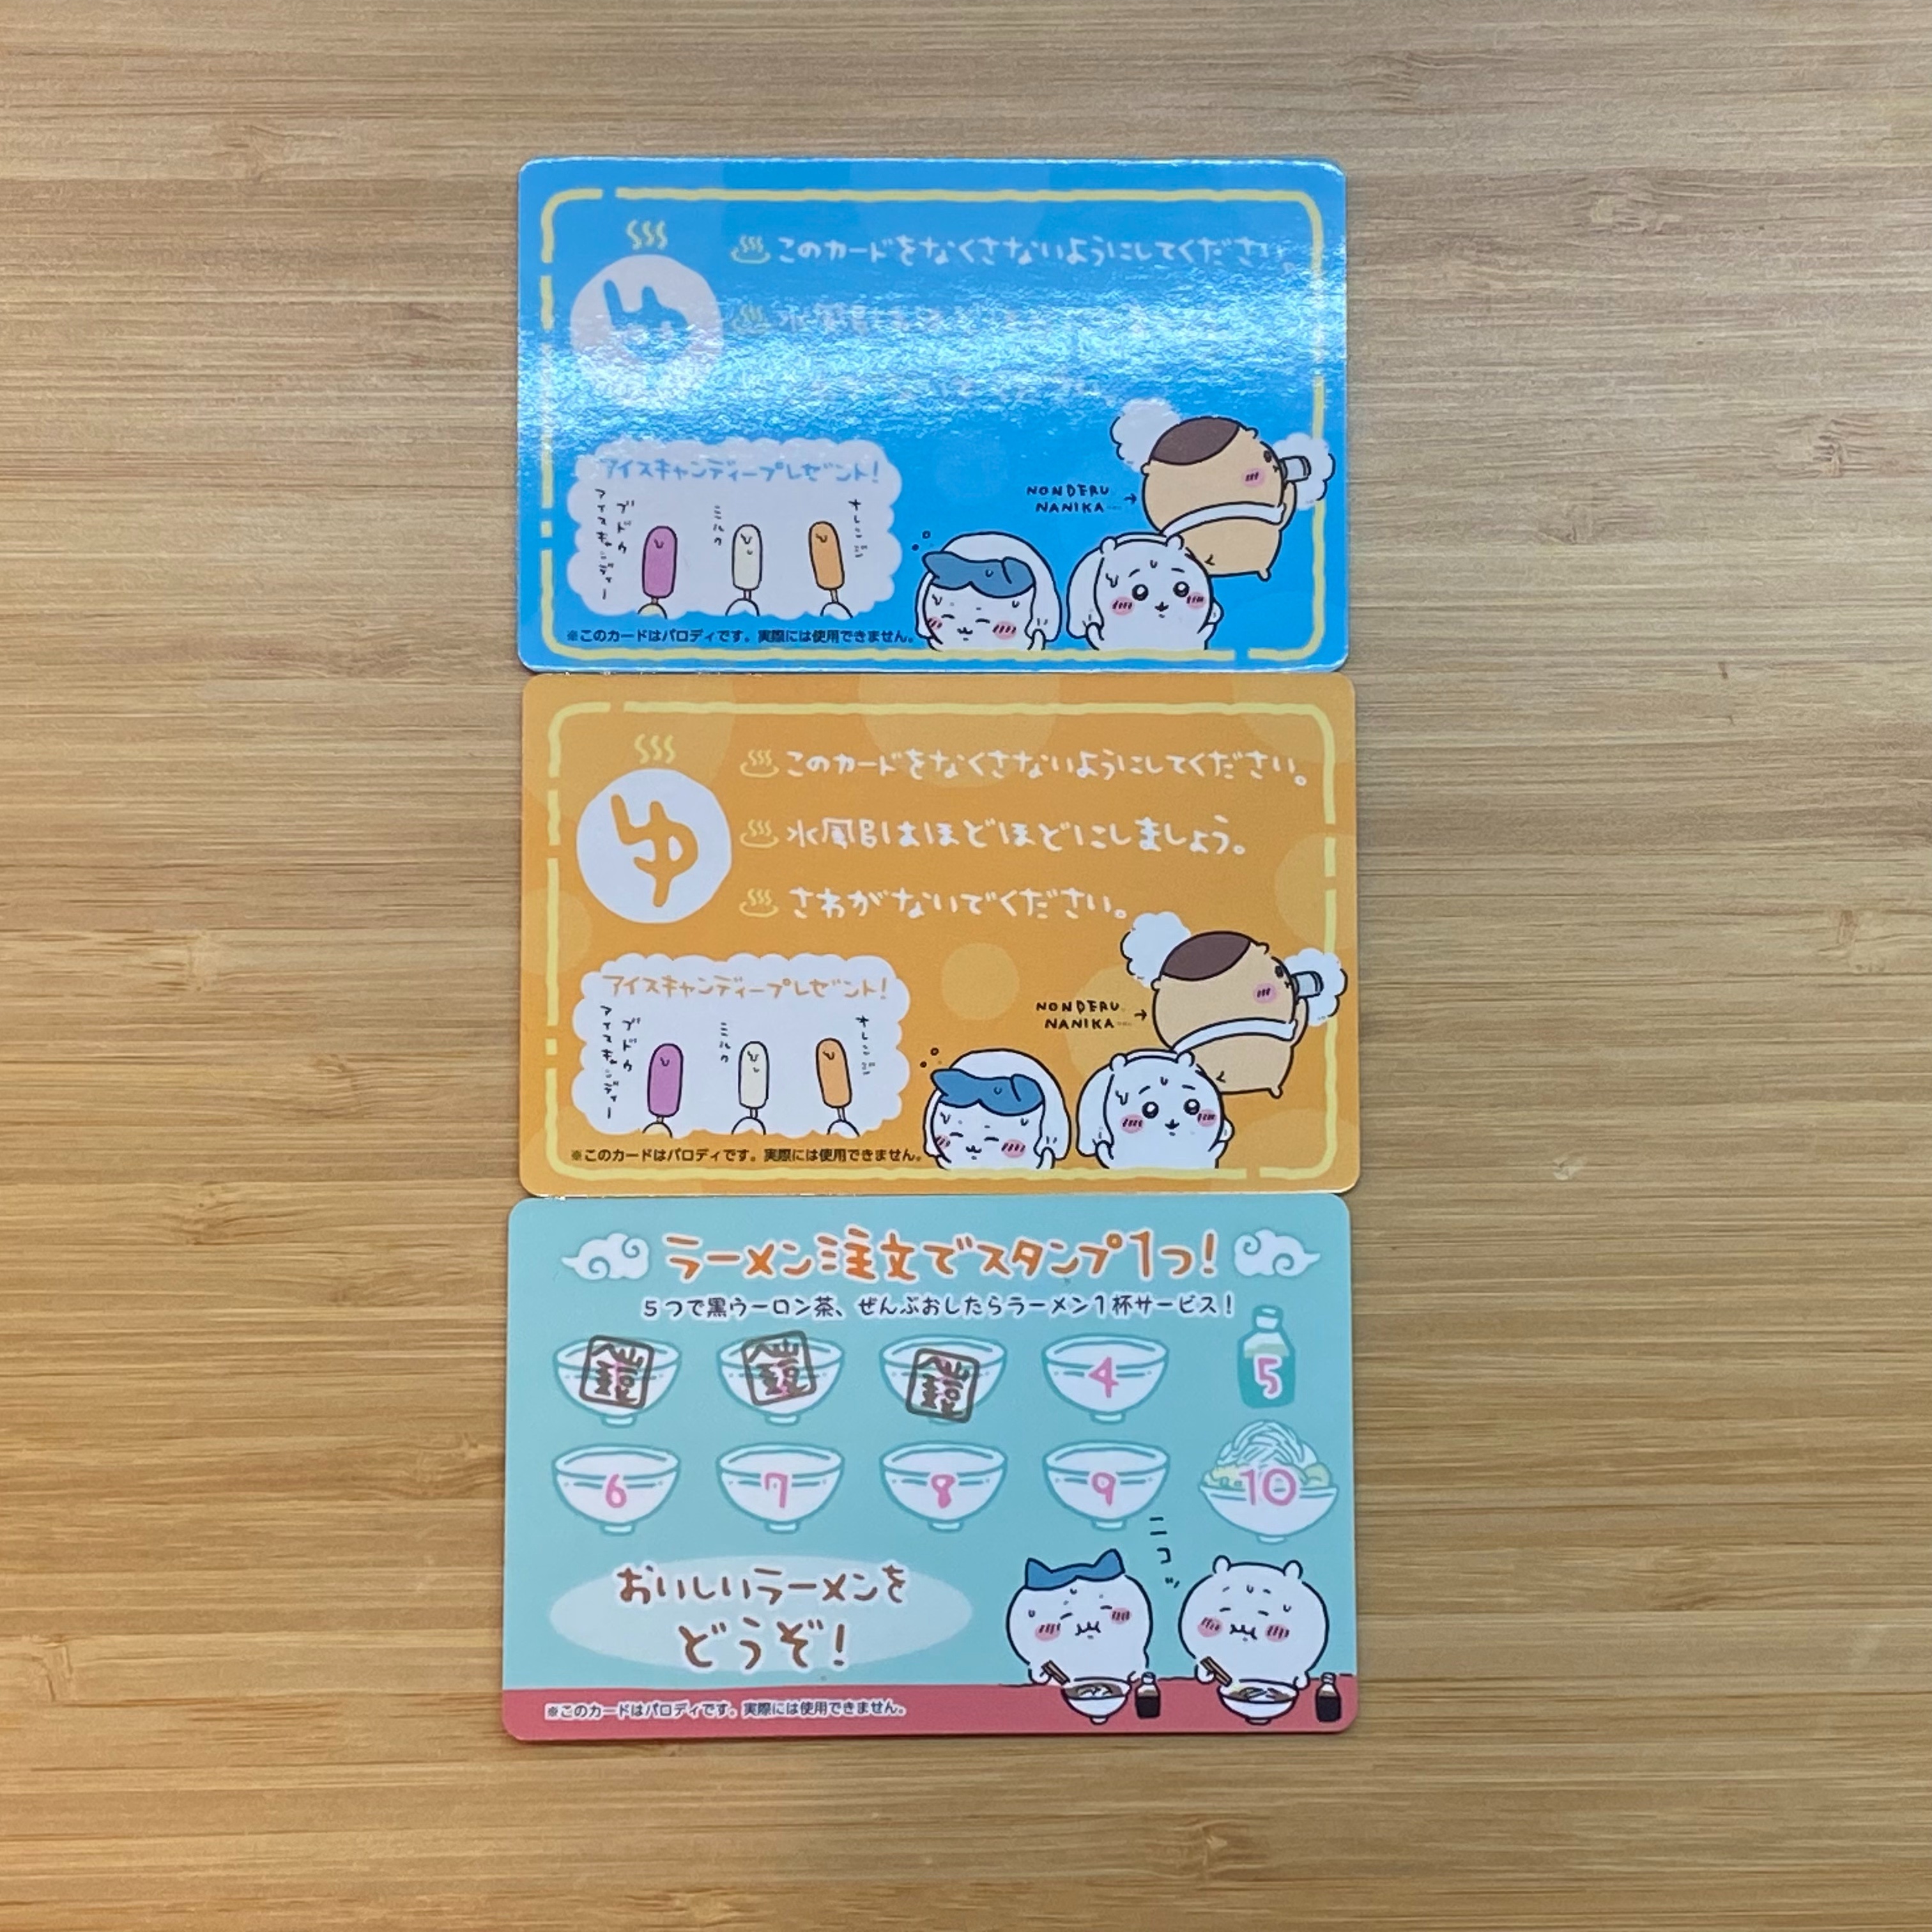 ゆ
このカードをなくさないようにしてくださ
水風呂はほどほど
アイスキャンディープレゼント!
ブドウ
アイスキャンディー
ミルク
オレンジ
NONDERU
NANIKA
※このカードはパロディです。実際には使用できません。
ゆ
このカードをなくさないようにしてください。
水風呂はほどほどにしましょう。
さわがないでください。
アイスキャンディープレゼント!
ブドウ
アイスキャンディー
ミルク
オレンジ
NONDERU
NANIKA
※このカードはパロディです。実際には使用できません。
ラーメン注文でスタンプ1つ!
5つで黒ウーロン茶、ぜんぶおしたらラーメン1杯サービス!
4
5
6
7
8
9
10
ニコッ
おいしいラーメンを
どうぞ!
※このカードはパロディです。実際には使用できません。